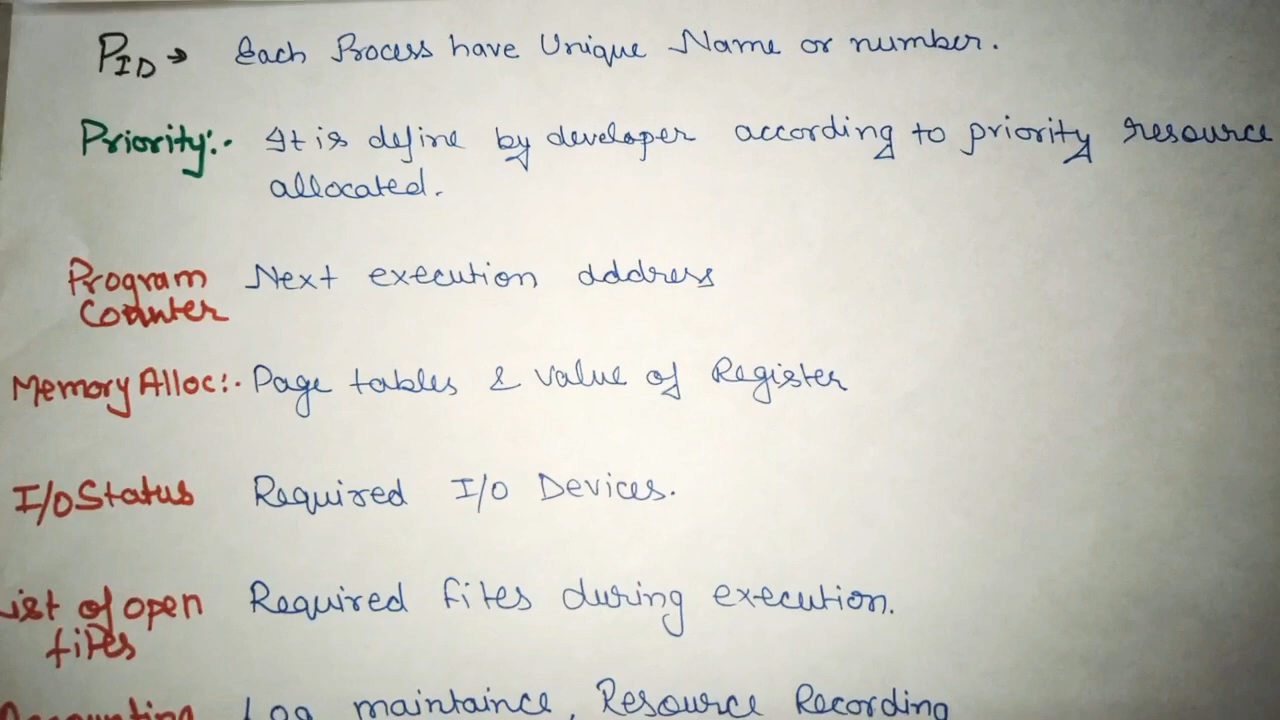 PID → Each Process have Unique Name or number.
Priority:- It is define by developer according to priority resource
allocated.
Program Next execution address
Counter
Memory Alloc:- Page tables & value of Register
I/O Status Required I/O Devices.
List of open Required files during execution.
files
Accounting Log maintaince, Resource Recording